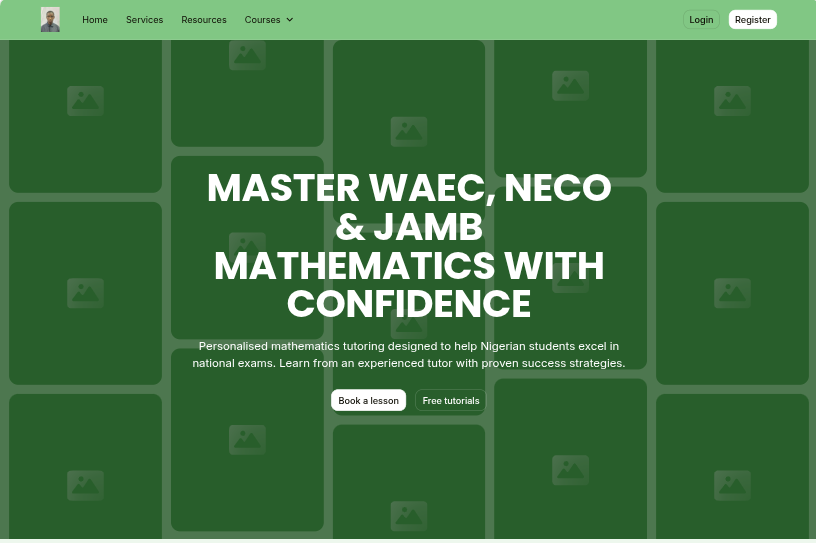 Home Services Resources Courses Login Register
MASTER WAEC, NECO
& JAMB
MATHEMATICS WITH
CONFIDENCE
Personalised mathematics tutoring designed to help Nigerian students excel in
national exams. Learn from an experienced tutor with proven success strategies.
Book a lesson Free tutorials